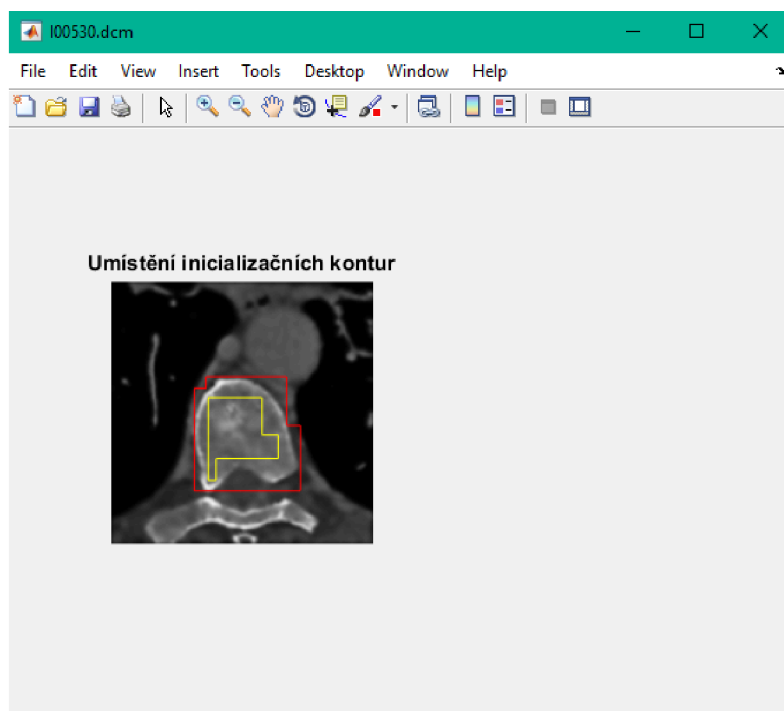 I00530.dcm
File Edit View Insert Tools Desktop Window Help
Umístění inicializačních kontur